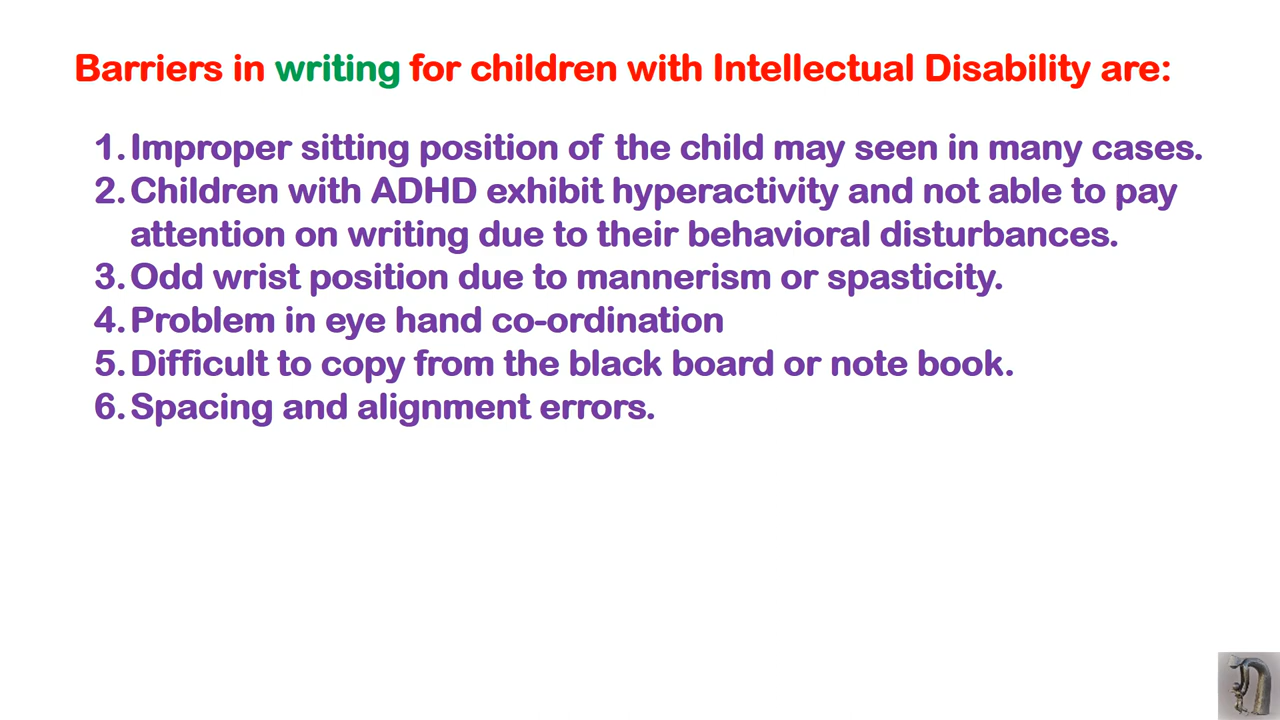 Barriers in writing for children with Intellectual Disability are:
1. Improper sitting position of the child may seen in many cases.
2. Children with ADHD exhibit hyperactivity and not able to pay
attention on writing due to their behavioral disturbances.
3. Odd wrist position due to mannerism or spasticity.
4. Problem in eye hand co-ordination
5. Difficult to copy from the black board or note book.
6. Spacing and alignment errors.